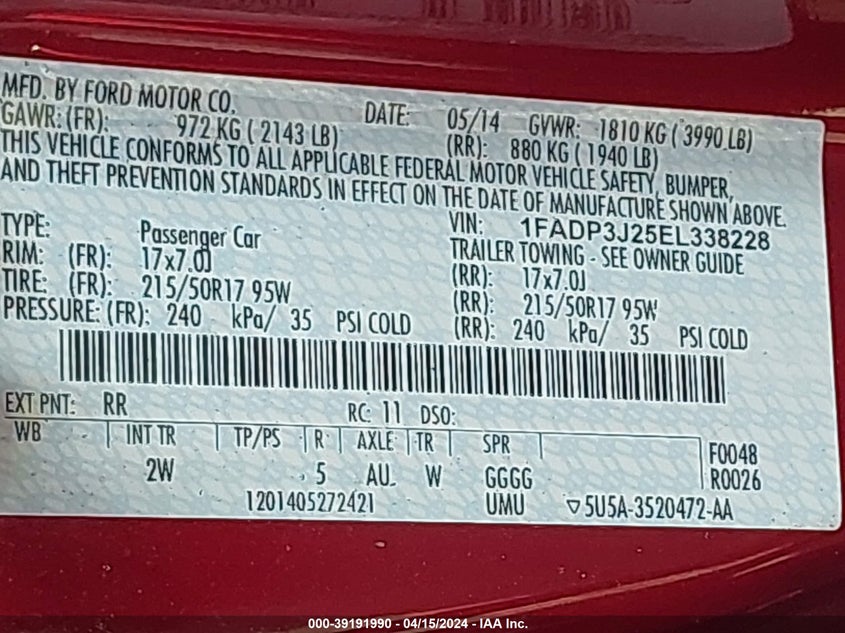 MFD. BY FORD MOTOR CO. DATE: 05/14 GVWR: 1810 KG ( 3990 LB)
GAWR: (FR): 972 KG ( 2143 LB) (RR): 880 KG ( 1940 LB)
THIS VEHICLE CONFORMS TO ALL APPLICABLE FEDERAL MOTOR VEHICLE SAFETY, BUMPER,
AND THEFT PREVENTION STANDARDS IN EFFECT ON THE DATE OF MANUFACTURE SHOWN ABOVE.
VIN: 1FADP3J25EL338228
TYPE: Passenger Car TRAILER TOWING - SEE OWNER GUIDE
RIM: (FR): 17x7.0J (RR): 17x7.0J
TIRE: (FR): 215/50R17 95W (RR): 215/50R17 95W
PRESSURE: (FR): 240 kPa/ 35 PSI COLD (RR): 240 kPa/ 35 PSI COLD
EXT PNT: RR RC: 11 DSO:
WB INT TR TP/PS R AXLE TR SPR F0048
2W 5 AU W GGGG R0026
1201405272421 UMU ▽5U5A-3520472-AA
000-39191990 - 04/15/2024 - IAA Inc.